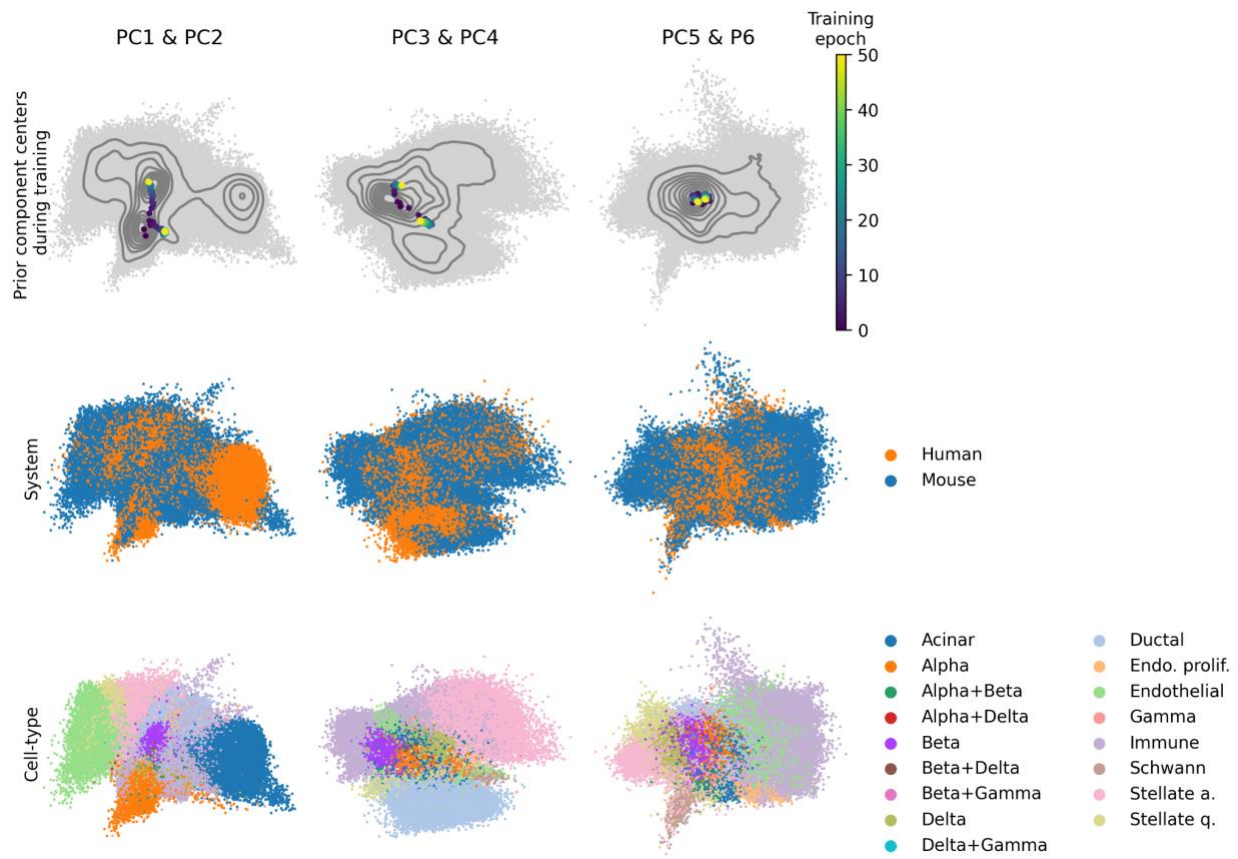 PC1 & PC2
PC3 & PC4
PC5 & P6
Training
epoch
Prior component centers
during training
50
40
30
20
10
0
System
Human
Mouse
Cell-type
Acinar
Alpha
Alpha+Beta
Alpha+Delta
Beta
Beta+Delta
Beta+Gamma
Delta
Delta+Gamma
Ductal
Endo. prolif.
Endothelial
Gamma
Immune
Schwann
Stellate a.
Stellate q.